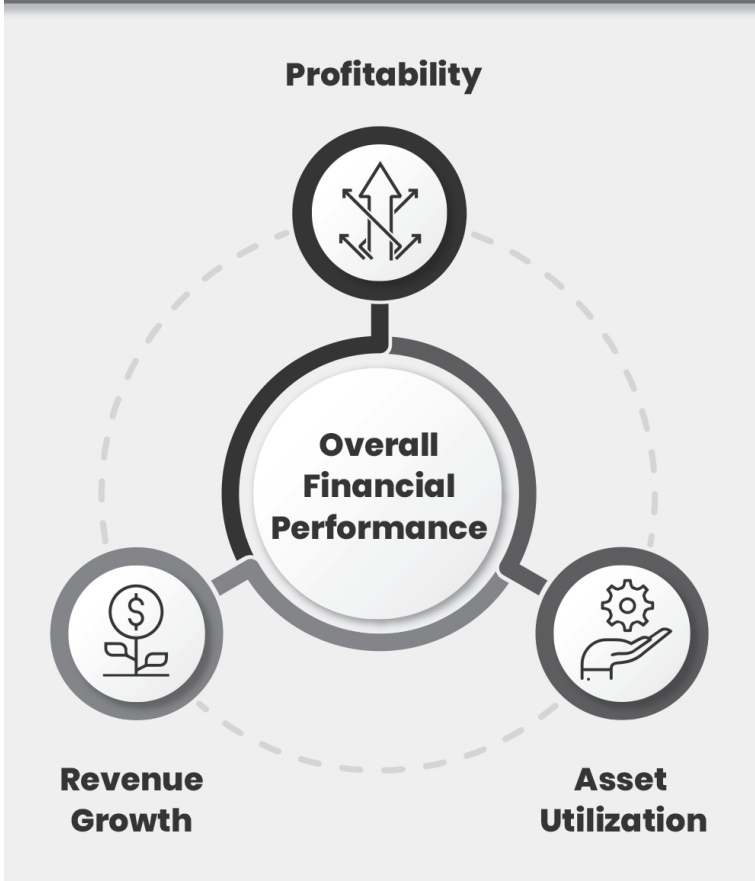 Profitability
Overall
Financial
Performance
Revenue
Growth
Asset
Utilization
$